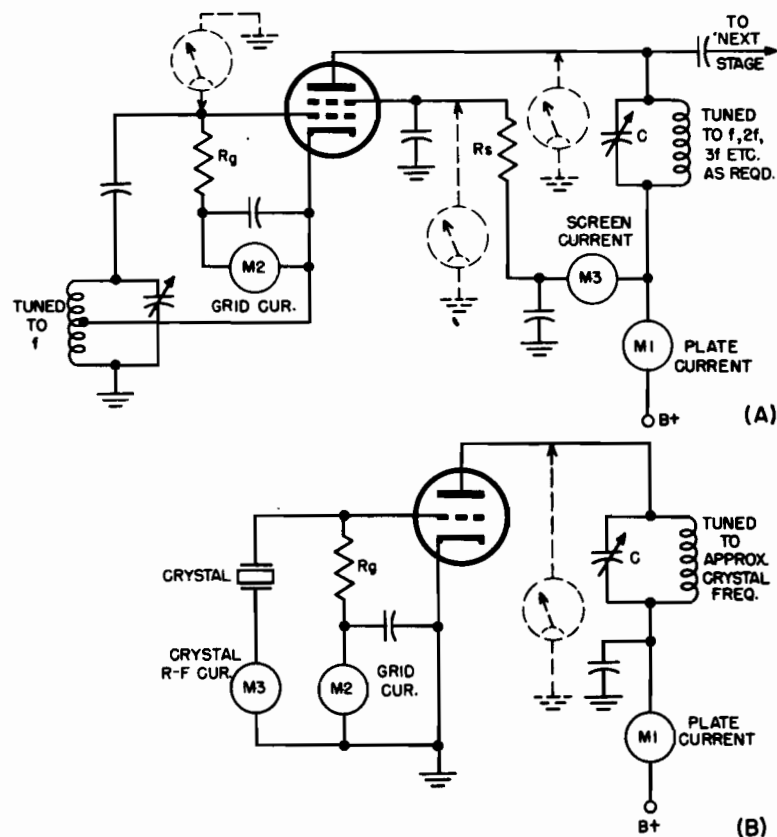 TO
NEXT
STAGE
Rg
Rs
C
TUNED
TO f,2f,
3f ETC.
AS REQD.
SCREEN
CURRENT
M2
GRID CUR.
M3
TUNED
TO
f
M1
PLATE
CURRENT
B+
(A)
CRYSTAL
Rg
C
TUNED
TO
APPROX.
CRYSTAL
FREQ.
CRYSTAL
R-F CUR.
M3
M2
GRID
CUR.
M1
PLATE
CURRENT
B+
(B)